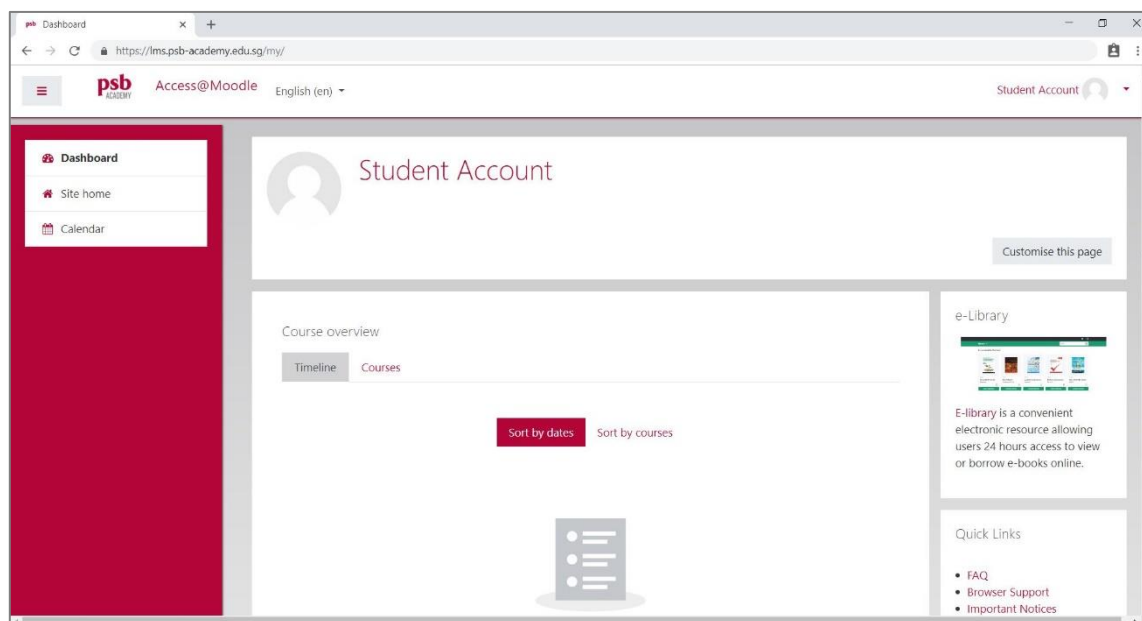 psb Dashboard
https://lms.psb-academy.edu.sg/my/
psb
ACADEMY
Access@Moodle
English (en)
Student Account
Dashboard
Site home
Calendar
Student Account
Customise this page
Course overview
Timeline Courses
Sort by dates Sort by courses
e-Library
E-library is a convenient
electronic resource allowing
users 24 hours access to view
or borrow e-books online.
Quick Links
FAQ
Browser Support
Important Notices